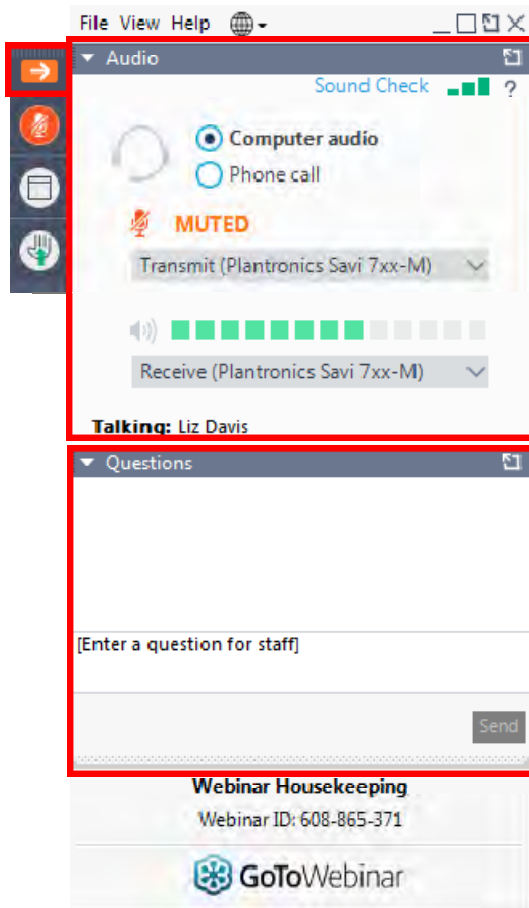 File View Help
Audio
Sound Check ?
Computer audio
Phone call
MUTED
Transmit (Plantronics Savi 7xx-M)
Receive (Plantronics Savi 7xx-M)
Talking: Liz Davis
Questions
[Enter a question for staff]
Send
Webinar Housekeeping
Webinar ID: 608-865-371
GoToWebinar